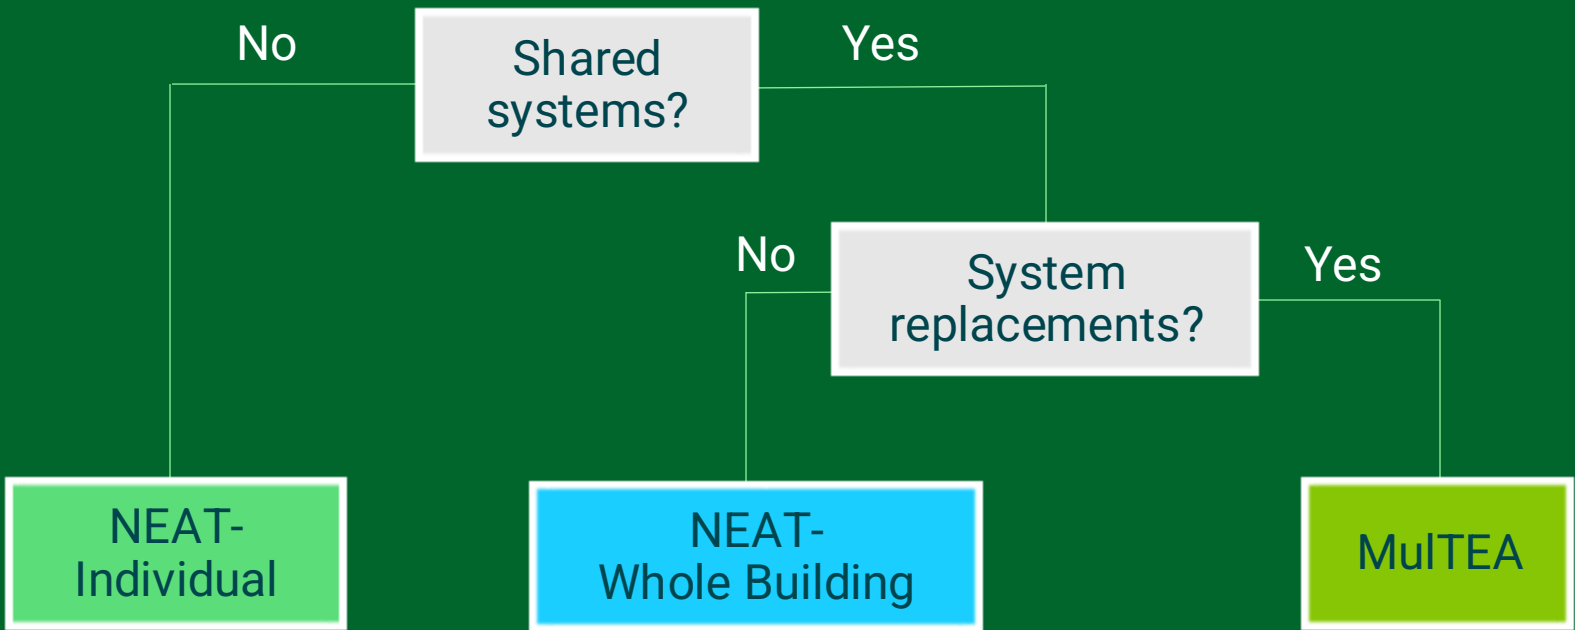 No
Shared
systems?
Yes
No
System
replacements?
Yes
NEAT-
Individual
NEAT-
Whole Building
MulTEA